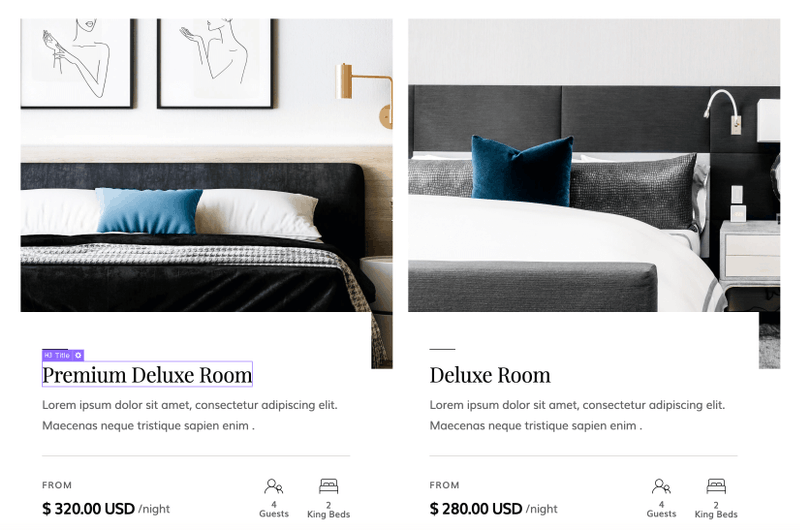 H3 Title
Premium Deluxe Room
Lorem ipsum dolor sit amet, consectetur adipiscing elit.
Maecenas neque tristique sapien enim .
FROM
$ 320.00 USD /night
4
Guests
2
King Beds
Deluxe Room
Lorem ipsum dolor sit amet, consectetur adipiscing elit.
Maecenas neque tristique sapien enim .
FROM
$ 280.00 USD /night
4
Guests
2
King Beds